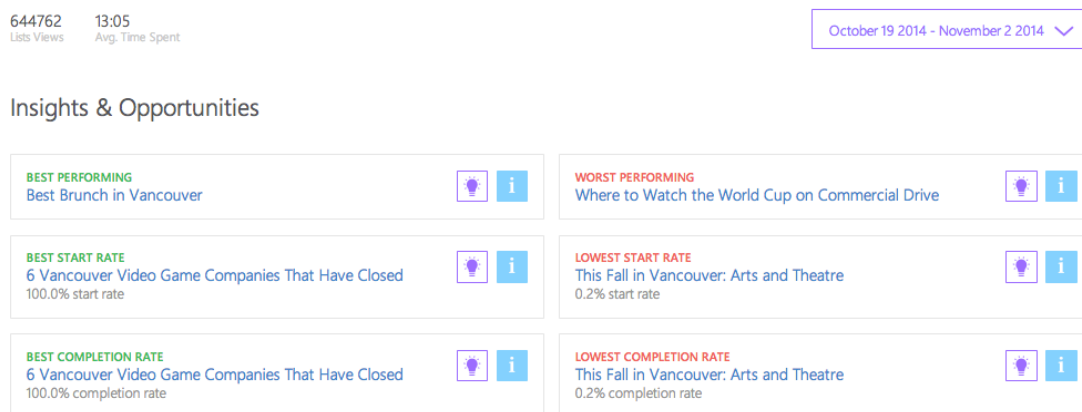 644762 13:05
Lists Views Avg. Time Spent
October 19 2014 - November 2 2014
Insights & Opportunities
BEST PERFORMING
Best Brunch in Vancouver
i
WORST PERFORMING
Where to Watch the World Cup on Commercial Drive
i
BEST START RATE
6 Vancouver Video Game Companies That Have Closed
100.0% start rate
i
LOWEST START RATE
This Fall in Vancouver: Arts and Theatre
0.2% start rate
i
BEST COMPLETION RATE
6 Vancouver Video Game Companies That Have Closed
100.0% completion rate
i
LOWEST COMPLETION RATE
This Fall in Vancouver: Arts and Theatre
0.2% completion rate
i